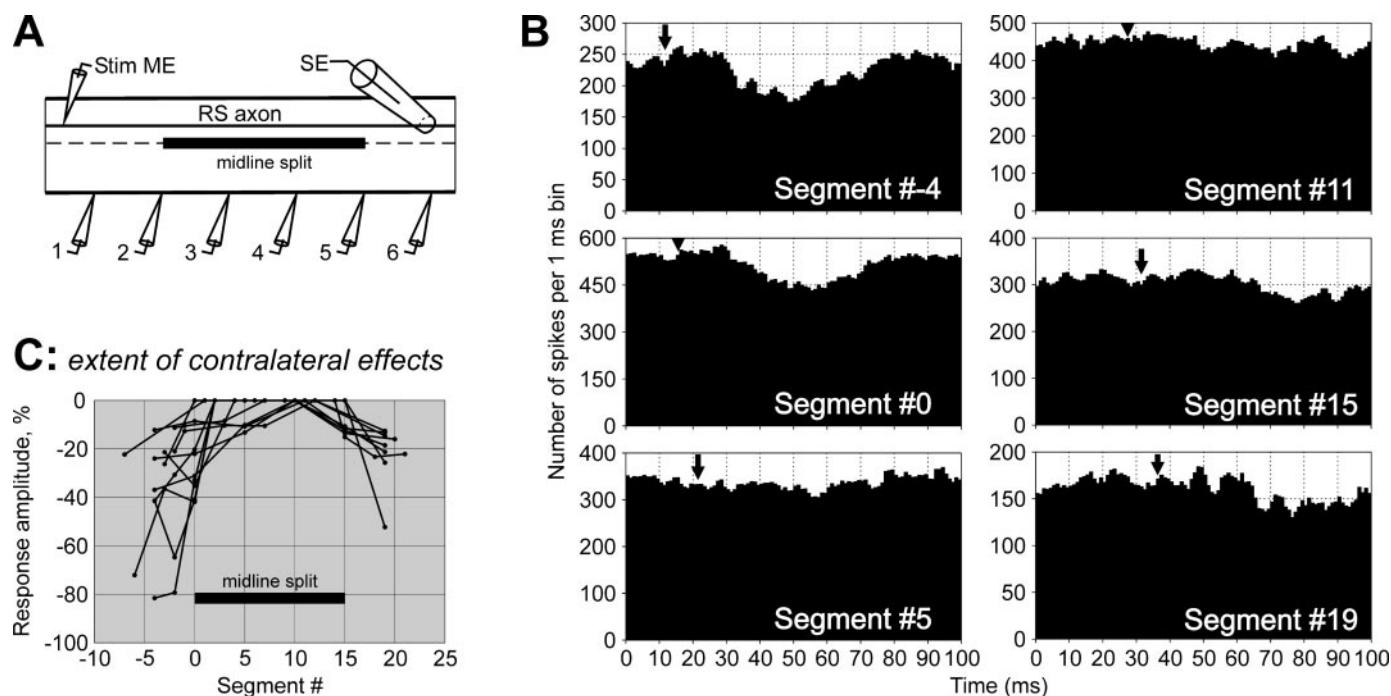 A
Stim ME
SE
RS axon
midline split
1 2 3 4 5 6
B
Number of spikes per 1 ms bin
300
250
200
150
100
50
0
Segment #-4
500
400
300
200
100
0
Segment #11
600
450
300
150
0
Segment #0
400
300
200
100
0
Segment #15
400
300
200
100
0
Segment #5
0 10 20 30 40 50 60 70 80 90 100
200
150
100
50
0
Segment #19
0 10 20 30 40 50 60 70 80 90 100
Time (ms)
C: extent of contralateral effects
Response amplitude, %
0
-20
-40
-60
-80
-100
midline split
-10 -5 0 5 10 15 20 25
Segment #